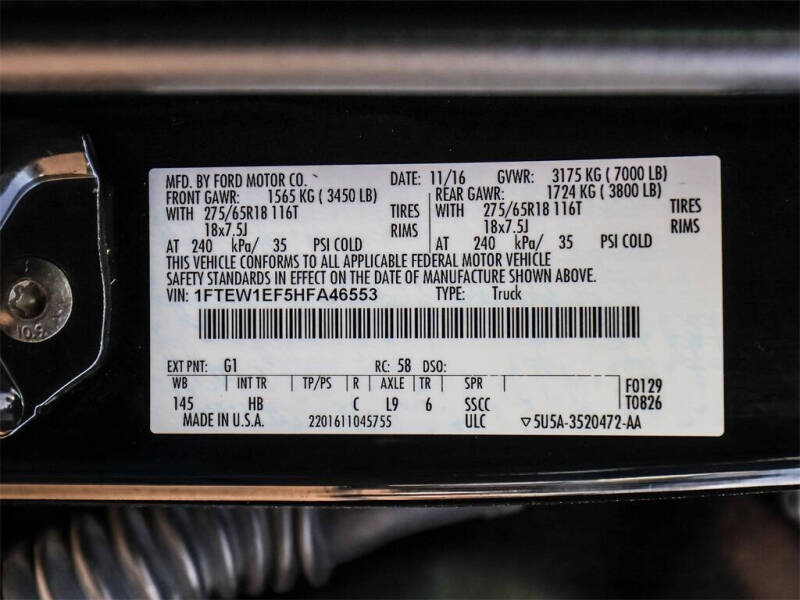 MFD. BY FORD MOTOR CO. DATE: 11/16 GVWR: 3175 KG ( 7000 LB)
FRONT GAWR: 1565 KG ( 3450 LB) REAR GAWR: 1724 KG ( 3800 LB)
WITH 275/65R18 116T TIRES WITH 275/65R18 116T TIRES
18x7.5J RIMS 18x7.5J RIMS
AT 240 kPa/ 35 PSI COLD AT 240 kPa/ 35 PSI COLD
THIS VEHICLE CONFORMS TO ALL APPLICABLE FEDERAL MOTOR VEHICLE
SAFETY STANDARDS IN EFFECT ON THE DATE OF MANUFACTURE SHOWN ABOVE.
VIN: 1FTEW1EF5HFA46553 TYPE: Truck
EXT PNT: G1 RC: 58 DSO:
WB INT TR TP/PS R AXLE TR SPR F0129
145 HB C L9 6 SSCC T0826
MADE IN U.S.A. 2201611045755 ULC ▽5U5A-3520472-AA
10.9